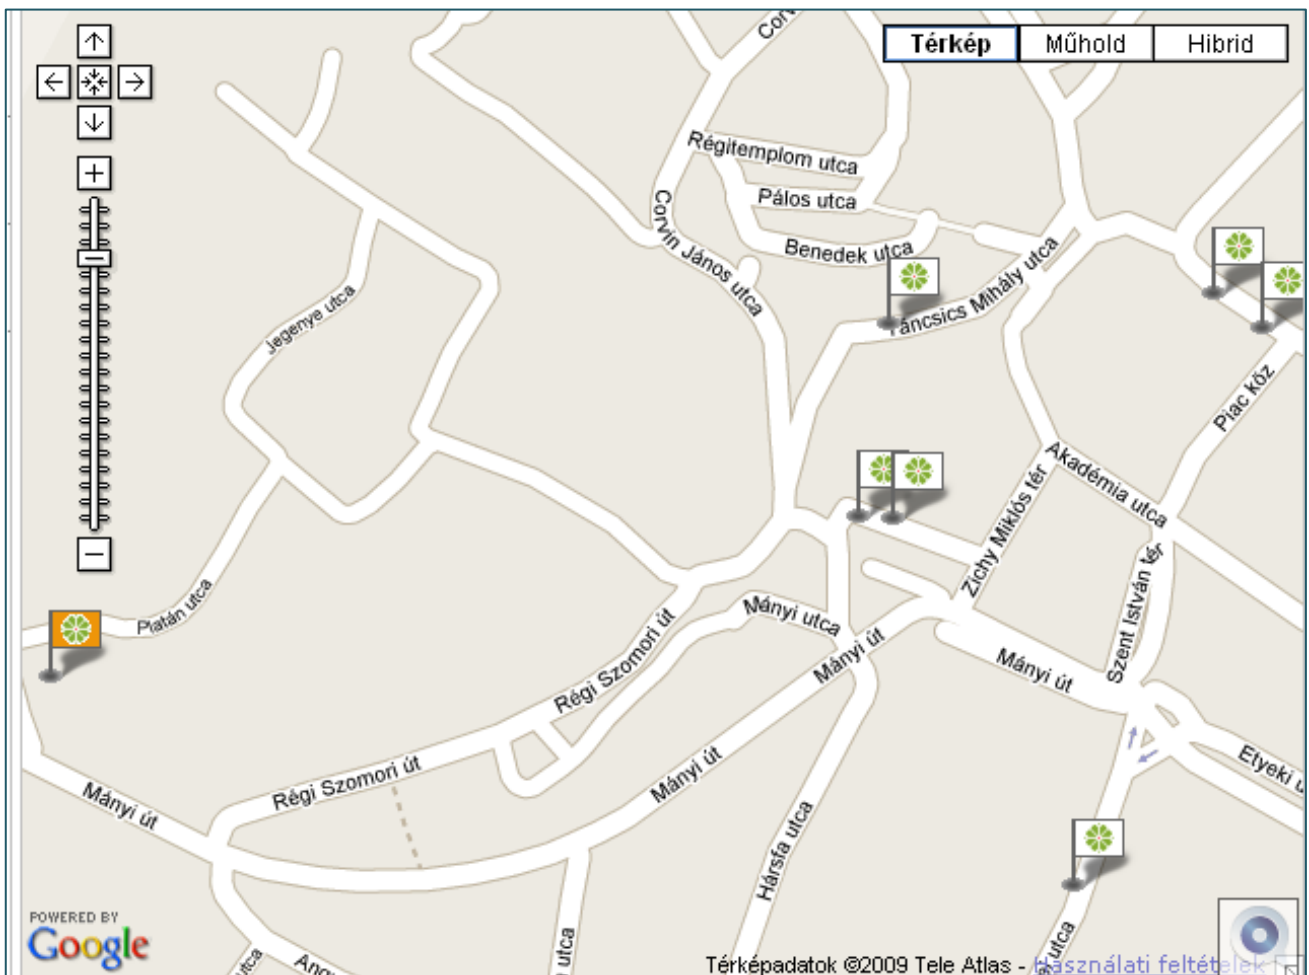 Corv
Térkép Műhold Hibrid
Régitemplom utca
Pálos utca
Corvin János utca
Benedek utca
Táncsics Mihály utca
Jegenye utca
Piac köz
Akadémia utca
Zichy Miklós tér
Szent István tér
Platán utca
Mányi utca
Régi Szomori út
Mányi út
Mányi út
Mányi út
Etyeki u
Régi Szomori út
Mányi út
Hársfa utca
POWERED BY
Google
utca
Ang
utca
utca
Térképadatok ©2009 Tele Atlas - Használati feltételek